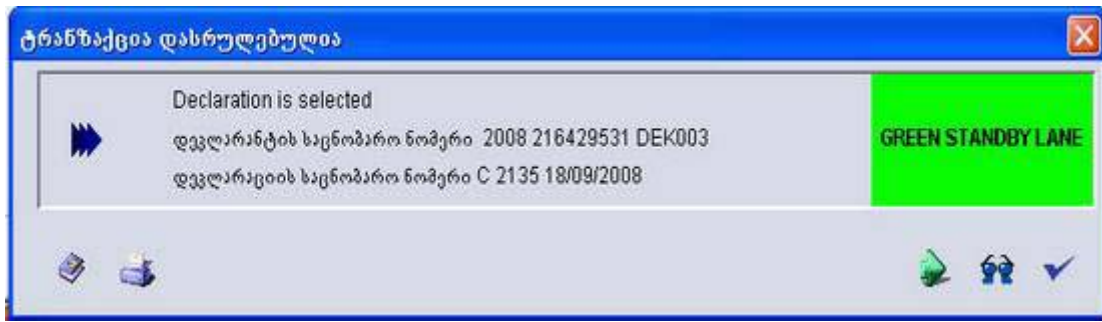 ტრანზაქცია დასრულებულია
Declaration is selected
დეკლარანტის საცნობარო ნომერი 2008 216429531 DEK003
GREEN STANDBY LANE
დეკლარაციის საცნობარო ნომერი C 2135 18/09/2008